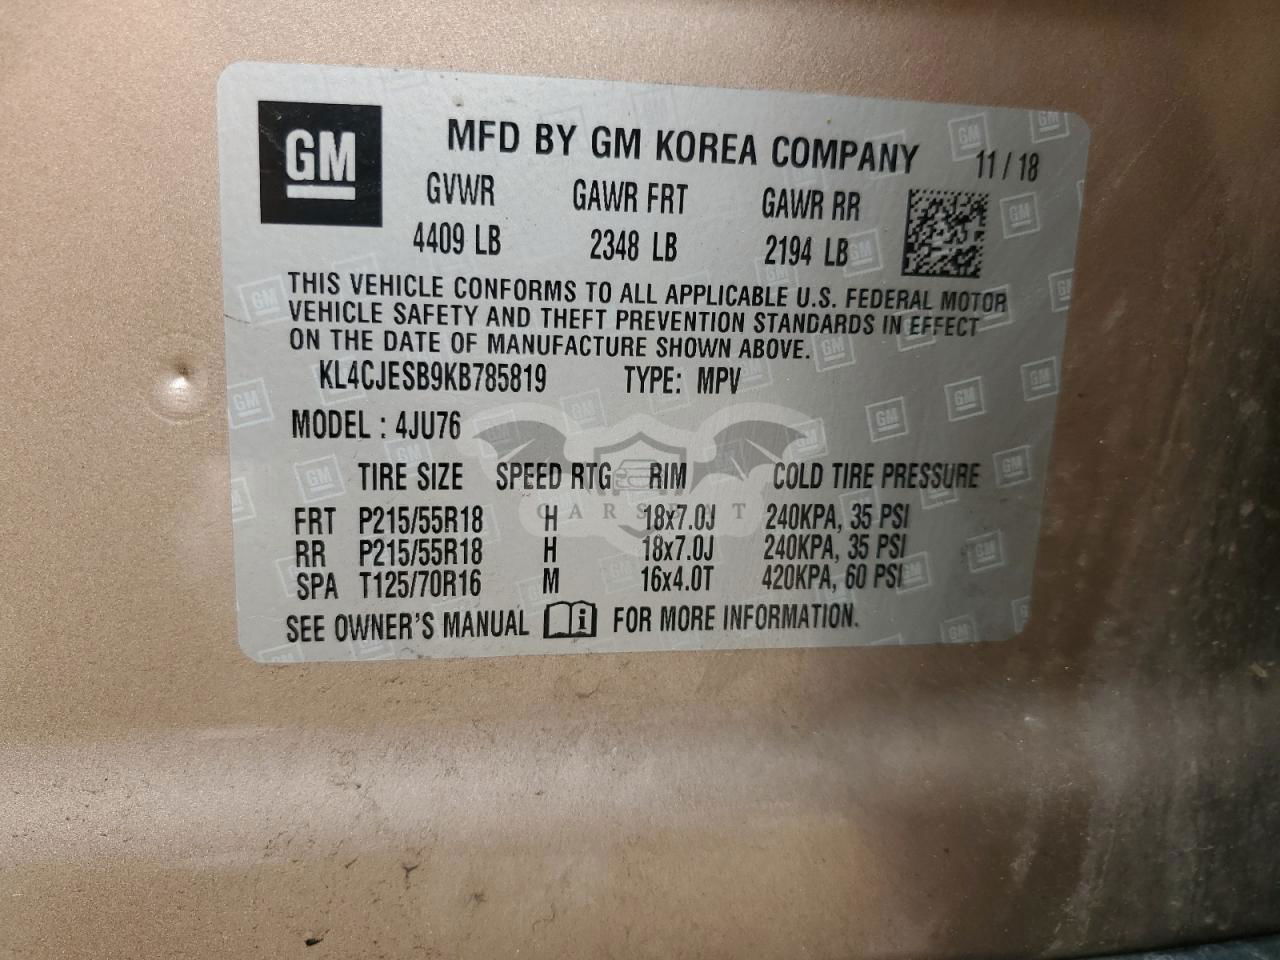 GM
MFD BY GM KOREA COMPANY 11 / 18
GVWR GAWR FRT GAWR RR
4409 LB 2348 LB 2194 LB
THIS VEHICLE CONFORMS TO ALL APPLICABLE U.S. FEDERAL MOTOR
VEHICLE SAFETY AND THEFT PREVENTION STANDARDS IN EFFECT
ON THE DATE OF MANUFACTURE SHOWN ABOVE.
KL4CJESB9KB785819 TYPE: MPV
MODEL : 4JU76
TIRE SIZE SPEED RTG RIM COLD TIRE PRESSURE
FRT P215/55R18 H 18x7.0J 240KPA, 35 PSI
RR P215/55R18 H 18x7.0J 240KPA, 35 PSI
SPA T125/70R16 M 16x4.0T 420KPA, 60 PSI
SEE OWNER'S MANUAL i FOR MORE INFORMATION.